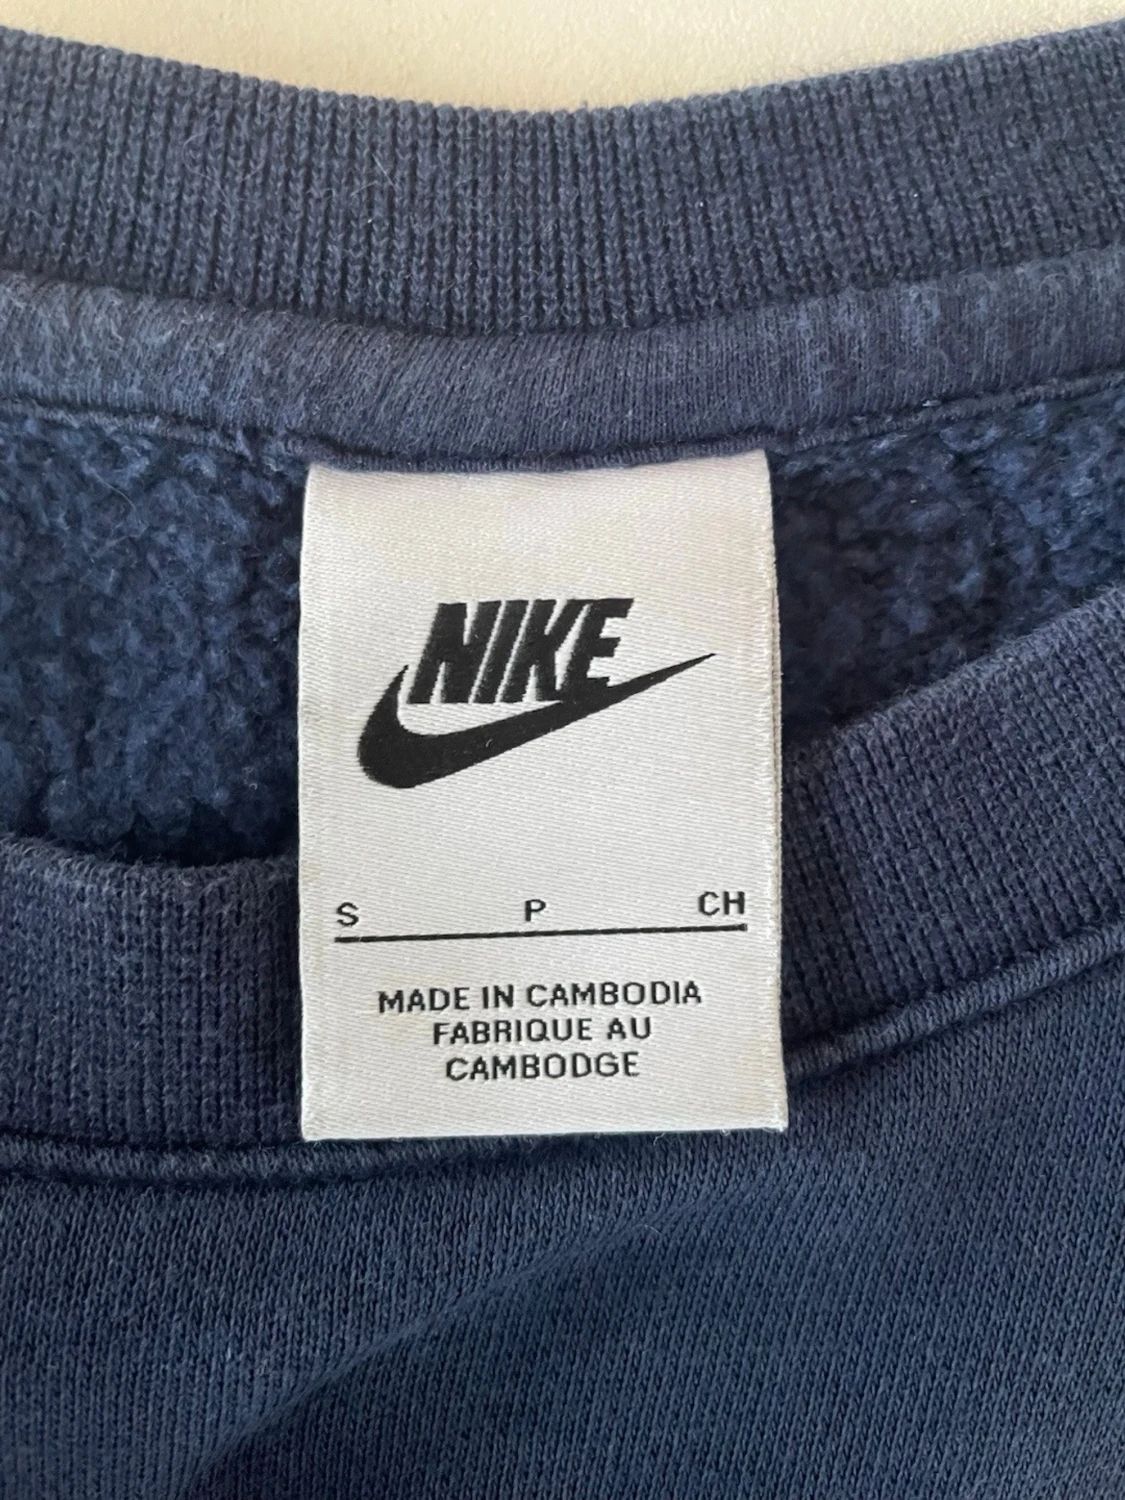 NIKE
S P CH
MADE IN CAMBODIA
FABRIQUE AU
CAMBODGE